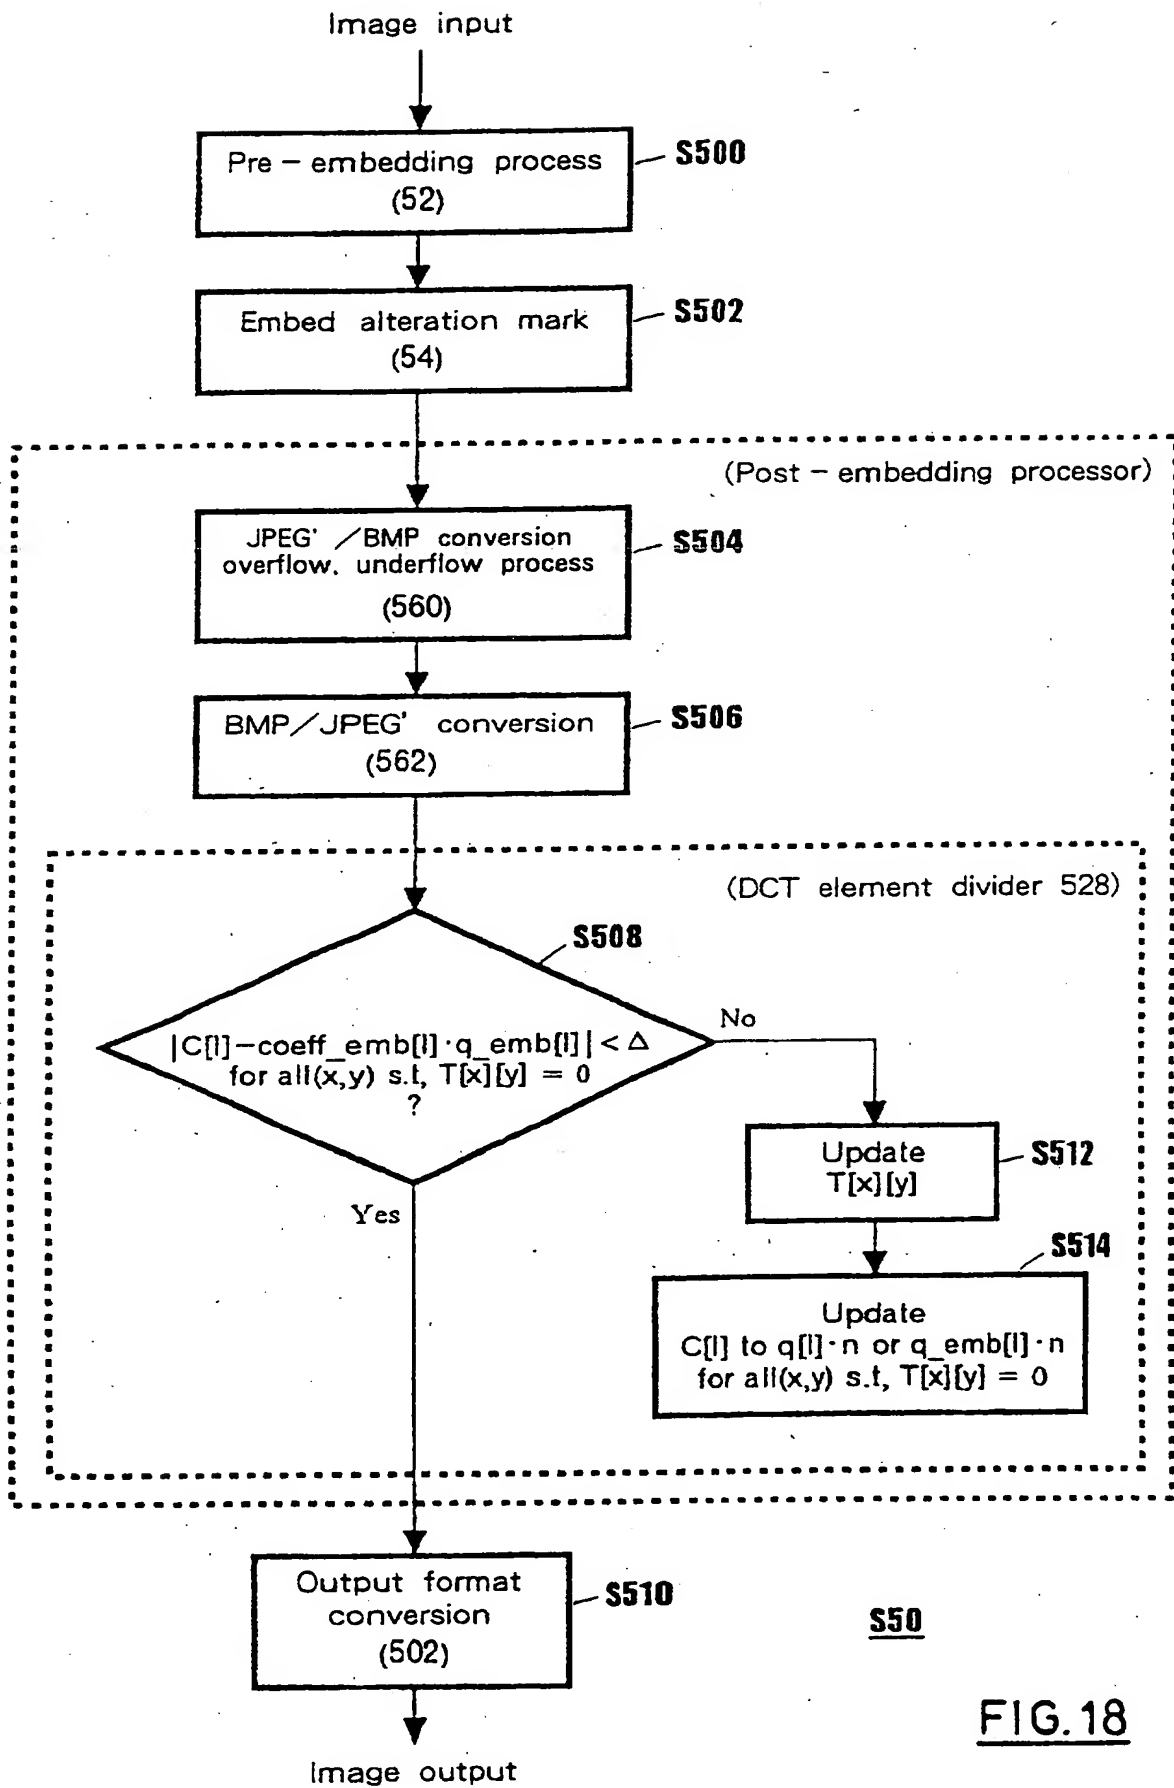 Image input
Pre-embedding process
(52)
S500
Embed alteration mark
(54)
S502
(Post-embedding processor)
JPEG' /BMP conversion
overflow. underflow process
(560)
S504
BMP/JPEG' conversion
(562)
S506
(DCT element divider 528)
S508
|C[l]-coeff_emb[l]·q_emb[l]| < Δ
for all(x,y) s.t, T[x][y] = 0
?
No
Yes
Update
T[x][y]
S512
S514
Update
C[l] to q[l]·n or q_emb[l]·n
for all(x,y) s.t, T[x][y] = 0
Output format
conversion
(502)
S510
S50
Image output
FIG.18